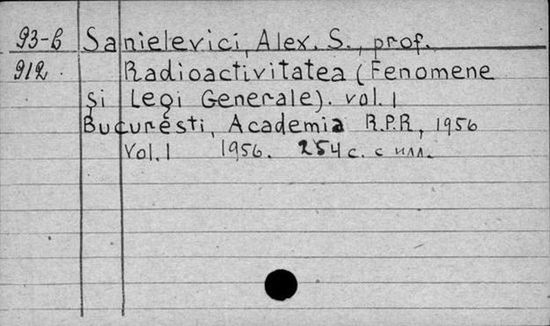 93-б Sanielevici, Alex. S., prof.
912. Radioactivitatea (Fenomene
și Legi Generale). vol. 1
București, Academia R.P.R, 1956
Vol. 1 1956. 254 с. с илл.